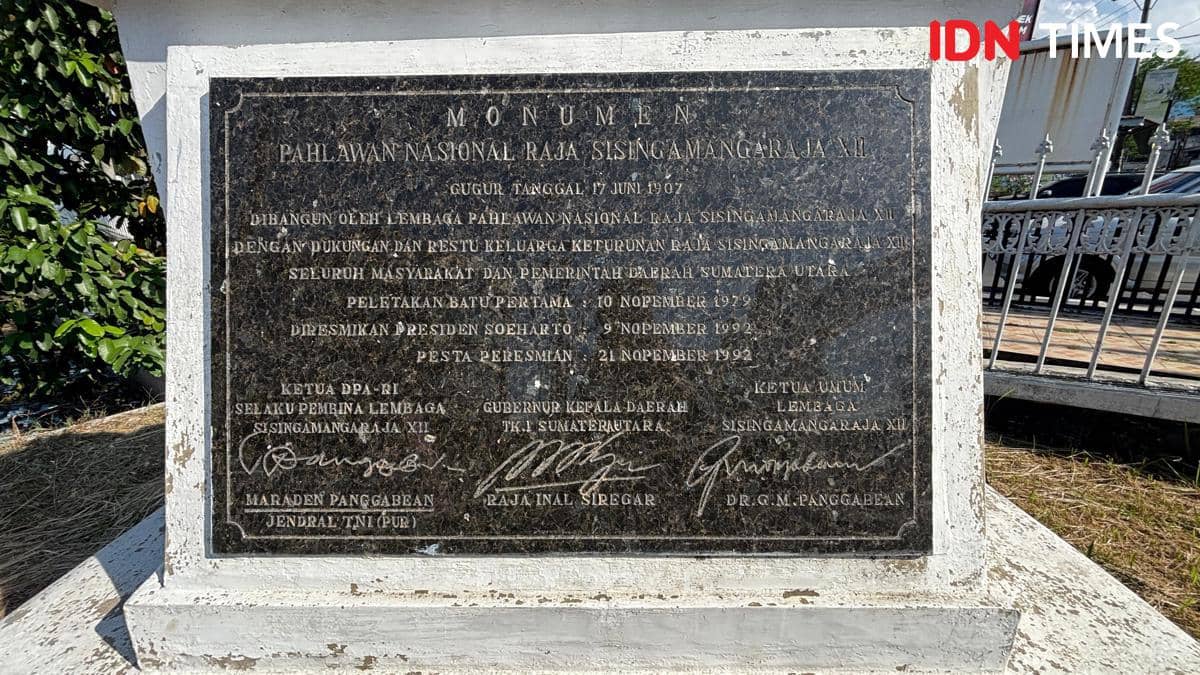 IDN TIMES
MONUMEN
PAHLAWAN NASIONAL RAJA SISINGAMANGARAJA XII
GUGUR TANGGAL 17 JUNI 1907
DIBANGUN OLEH LEMBAGA PAHLAWAN NASIONAL RAJA SISINGAMANGARAJA XII
DENGAN DUKUNGAN DAN RESTU KELUARGA KETURUNAN RAJA SISINGAMANGARAJA XII
SELURUH MASYARAKAT DAN PEMERINTAH DAERAH SUMATERA UTARA
PELETAKAN BATU PERTAMA : 10 NOPEMBER 1979
DIRESMIKAN PRESIDEN SOEHARTO : 9 NOPEMBER 1992
PESTA PERESMIAN : 21 NOPEMBER 1992
KETUA DPA-RI
SELAKU PEMBINA LEMBAGA
SISINGAMANGARAJA XII
MARADEN PANGGABEAN
JENDRAL TNI (PUR)
GUBERNUR KEPALA DAERAH
TK.I SUMATERA UTARA
RAJA INAL SIREGAR
KETUA UMUM
LEMBAGA
SISINGAMANGARAJA XII
DR.G.M.PANGGABEAN